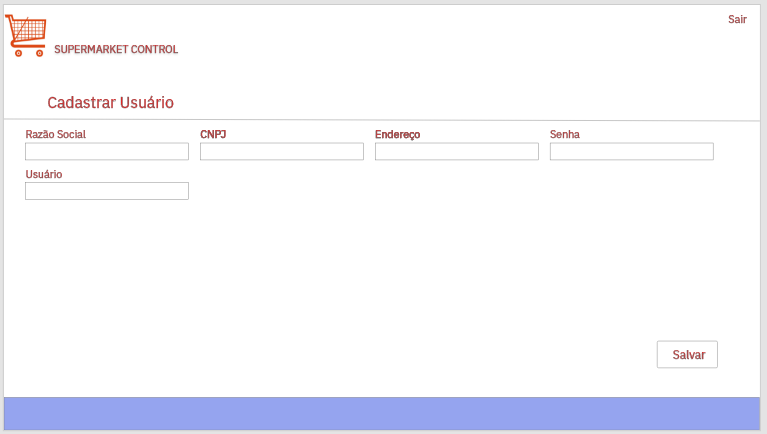 Sair
SUPERMARKET CONTROL
Cadastrar Usuário
Razão Social CNPJ Endereço Senha
Usuário
Salvar